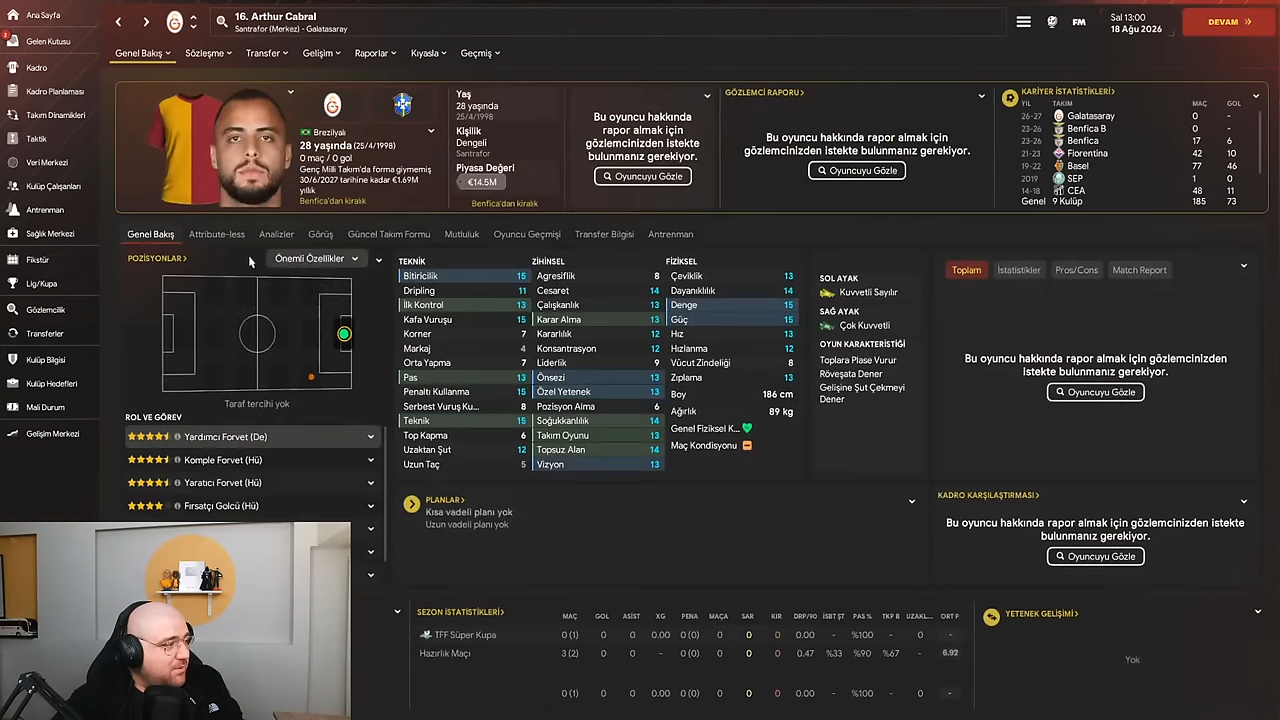 Ana Sayfa
2
Gelen Kutusu
Kadro
Kadro Planlaması
Takım Dinamikleri
Taktik
Veri Merkezi
Kulüp Çalışanları
Antrenman
Sağlık Merkezi
Fikstür
Lig/Kupa
Gözlemcilik
Transferler
Kulüp Bilgisi
Kulüp Hedefleri
Mali Durum
Gelişim Merkezi
16. Arthur Cabral
Santrafor (Merkez) - Galatasaray
FM
Sal 13:00
18 Ağu 2026
DEVAM
Genel Bakış
Sözleşme
Transfer
Gelişim
Raporlar
Kıyasla
Geçmiş
Brezilyalı
28 yaşında (25/4/1998)
0 maç / 0 gol
Genç Milli Takım'da forma giymemiş
30/6/2027 tarihine kadar €1.69M
yıllık
Benfica'dan kiralık
Yaş
28 yaşında
25/4/1998
Kişilik
Dengeli
Santrafor
Piyasa Değeri
€14.5M
Benfica'dan kiralık
Bu oyuncu hakkında
rapor almak için
gözlemcinizden istekte
bulunmanız gerekiyor.
Oyuncuyu Gözle
GÖZLEMCİ RAPORU
Bu oyuncu hakkında rapor almak için
gözlemcinizden istekte bulunmanız gerekiyor.
Oyuncuyu Gözle
KARİYER İSTATİSTİKLERİ
YIL TAKIM MAÇ GOL
26-27 Galatasaray 0 -
23-26 Benfica B 0 -
23-26 Benfica 17 6
21-23 Fiorentina 42 10
19-22 Basel 77 46
2019 SEP 1 0
14-18 CEA 48 11
Genel 9 Kulüp 185 73
Genel Bakış
Attribute-less
Analizler
Görüş
Güncel Takım Formu
Mutluluk
Oyuncu Geçmişi
Transfer Bilgisi
Antrenman
POZİSYONLAR
Önemli Özellikler
Taraf tercihi yok
ROL VE GÖREV
Yardımcı Forvet (De)
Komple Forvet (Hü)
Yaratıcı Forvet (Hü)
Fırsatçı Golcü (Hü)
TEKNİK
Bitiricilik 15
Dripling 11
İlk Kontrol 13
Kafa Vuruşu 15
Korner 7
Markaj 4
Orta Yapma 7
Pas 13
Penaltı Kullanma 15
Serbest Vuruş Ku... 8
Teknik 15
Top Kapma 6
Uzaktan Şut 12
Uzun Taç 5
ZİHİNSEL
Agresiflik 8
Cesaret 14
Çalışkanlık 13
Karar Alma 13
Kararlılık 12
Konsantrasyon 12
Liderlik 9
Önsezi 13
Özel Yetenek 13
Pozisyon Alma 6
Soğukkanlılık 14
Takım Oyunu 13
Topsuz Alan 14
Vizyon 13
FİZİKSEL
Çeviklik 13
Dayanıklılık 14
Denge 15
Güç 15
Hız 13
Hızlanma 12
Vücut Zindeliği 8
Zıplama 13
Boy 186 cm
Ağırlık 89 kg
Genel Fiziksel K...
Maç Kondisyonu
SOL AYAK
Kuvvetli Sayılır
SAĞ AYAK
Çok Kuvvetli
OYUN KARAKTERİSTİĞİ
Toplara Plase Vurur
Röveşata Dener
Gelişine Şut Çekmeyi
Dener
Toplam
İstatistikler
Pros/Cons
Match Report
Bu oyuncu hakkında rapor almak için gözlemcinizden
istekte bulunmanız gerekiyor.
Oyuncuyu Gözle
PLANLAR
Kısa vadeli planı yok
Uzun vadeli planı yok
KADRO KARŞILAŞTIRMASI
Bu oyuncu hakkında rapor almak için gözlemcinizden istekte
bulunmanız gerekiyor.
Oyuncuyu Gözle
SEZON İSTATİSTİKLERİ MAÇ GOL ASİST XG PENA MAÇA SAR KIR DRP/90 İSBT ŞT PAS % TKP B UZAKL... ORT P
TFF Süper Kupa 0 (1) 0 0 0.00 0 (0) 0 0 0 0.00 - %100 - 0 -
Hazırlık Maçı 3 (2) 0 0 - 0 (0) 0 0 0 0.47 %33 %90 %67 - 6.92
0 (1) 0 0 0.00 0 (0) 0 0 0 0.00 - %100 - 0 -
YETENEK GELİŞİMİ
Yok